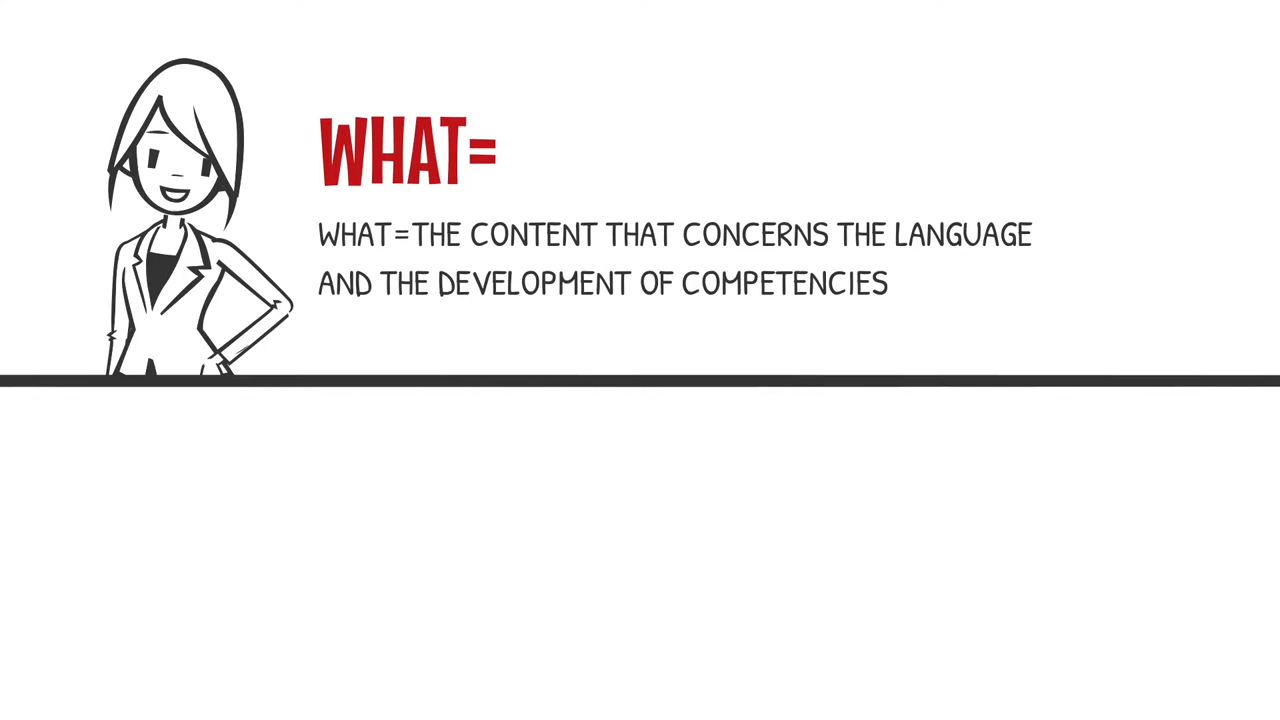 WHAT=
WHAT=THE CONTENT THAT CONCERNS THE LANGUAGE
AND THE DEVELOPMENT OF COMPETENCIES